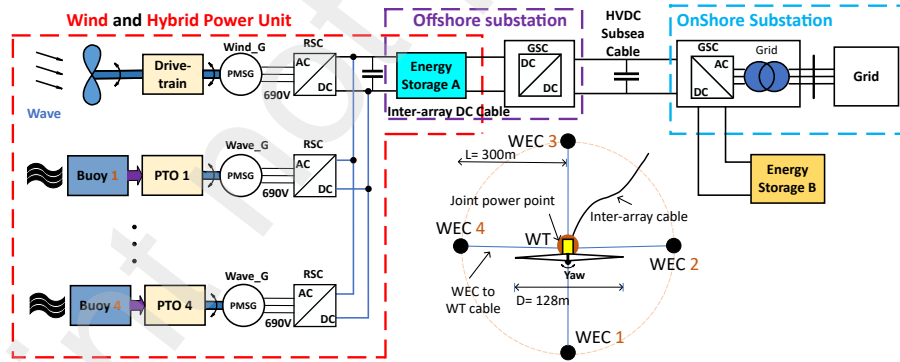 Wind and Hybrid Power Unit
Offshore substation
HVDC
Subsea
Cable
OnShore Substation
Wind_G
RSC
Drive-
train
PMSG
AC
DC
690V
Energy
Storage A
GSC
DC
DC
GSC
AC
DC
Grid
Grid
Wave
Inter-array DC Cable
Wave_G
RSC
Buoy 1
PTO 1
PMSG
AC
DC
690V
Energy
Storage B
WEC 3
L= 300m
Joint power point
Inter-array cable
WEC 4
WT
WEC 2
Yaw
WEC to
WT cable
D= 128m
WEC 1
Wave_G
RSC
Buoy 4
PTO 4
PMSG
AC
DC
690V